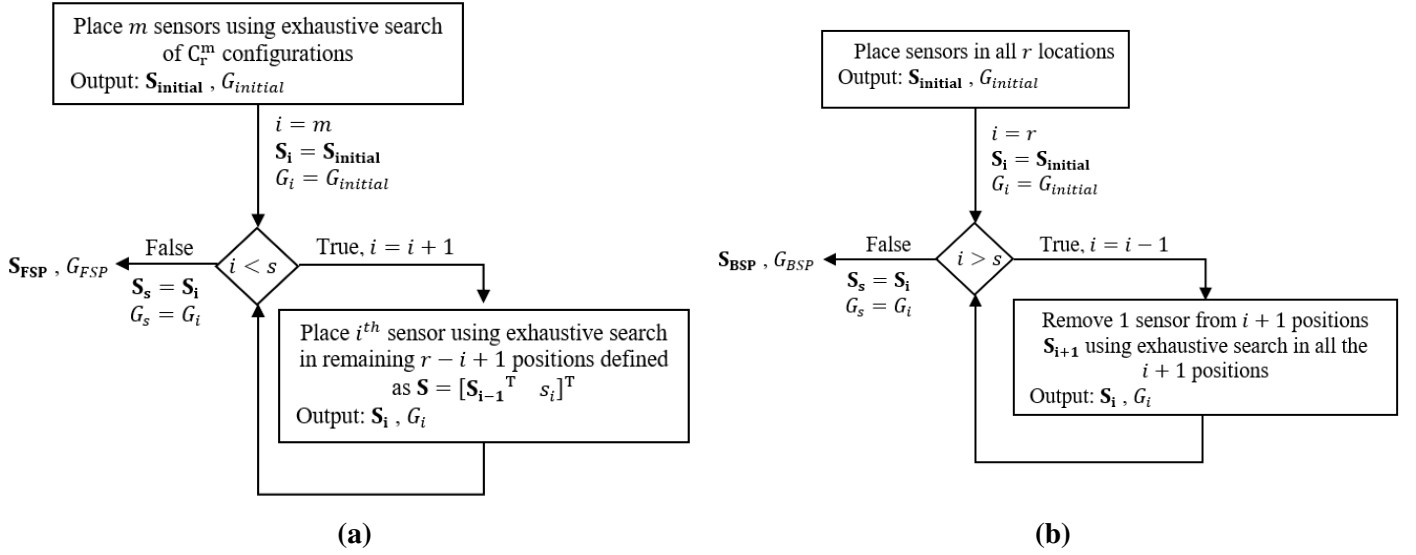 Place m sensors using exhaustive search
of C_r^m configurations
Output: S_initial , G_initial
i = m
S_i = S_initial
G_i = G_initial
False
i < s
True, i = i + 1
S_FSP , G_FSP
S_s = S_i
G_s = G_i
Place i^th sensor using exhaustive search
in remaining r − i + 1 positions defined
as S = [S_{i−1}^T s_i]^T
Output: S_i , G_i
(a)
Place sensors in all r locations
Output: S_initial , G_initial
i = r
S_i = S_initial
G_i = G_initial
False
i > s
True, i = i − 1
S_BSP , G_BSP
S_s = S_i
G_s = G_i
Remove 1 sensor from i + 1 positions
S_{i+1} using exhaustive search in all the
i + 1 positions
Output: S_i , G_i
(b)